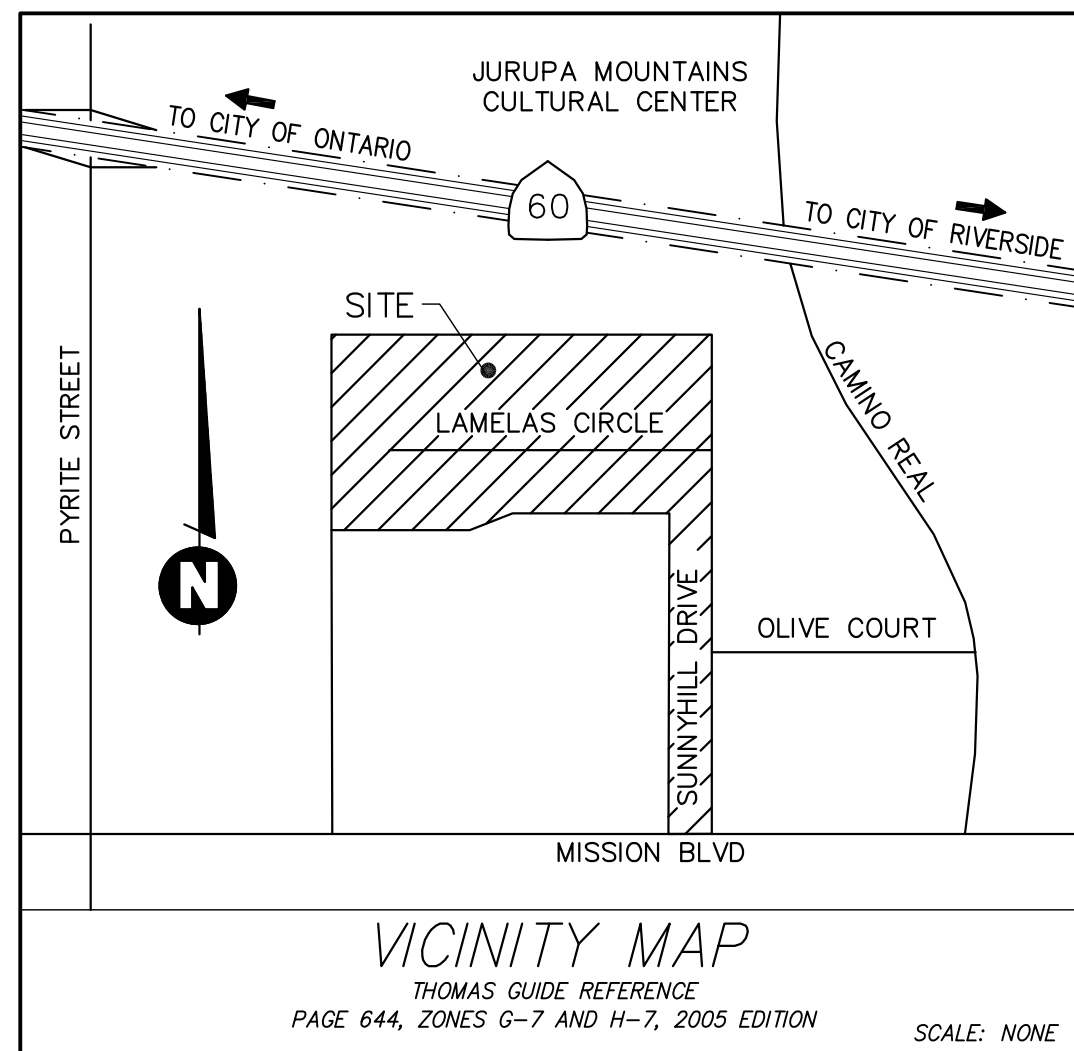 JURUPA MOUNTAINS
CULTURAL CENTER
TO CITY OF ONTARIO
60
TO CITY OF RIVERSIDE
SITE
PYRITE STREET
CAMINO REAL
LAMELAS CIRCLE
N
SUNNYHILL DRIVE
OLIVE COURT
MISSION BLVD
VICINITY MAP
THOMAS GUIDE REFERENCE
PAGE 644, ZONES G-7 AND H-7, 2005 EDITION
SCALE: NONE